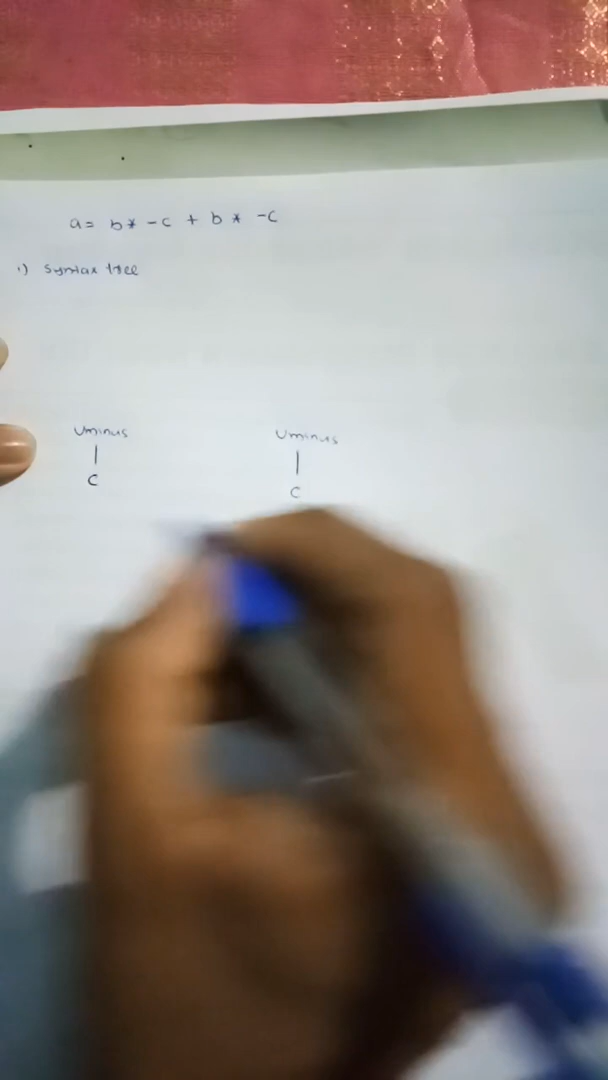 a= b* -c + b * -c
1) Syntax tree
Uminus Uminus
| |
C C